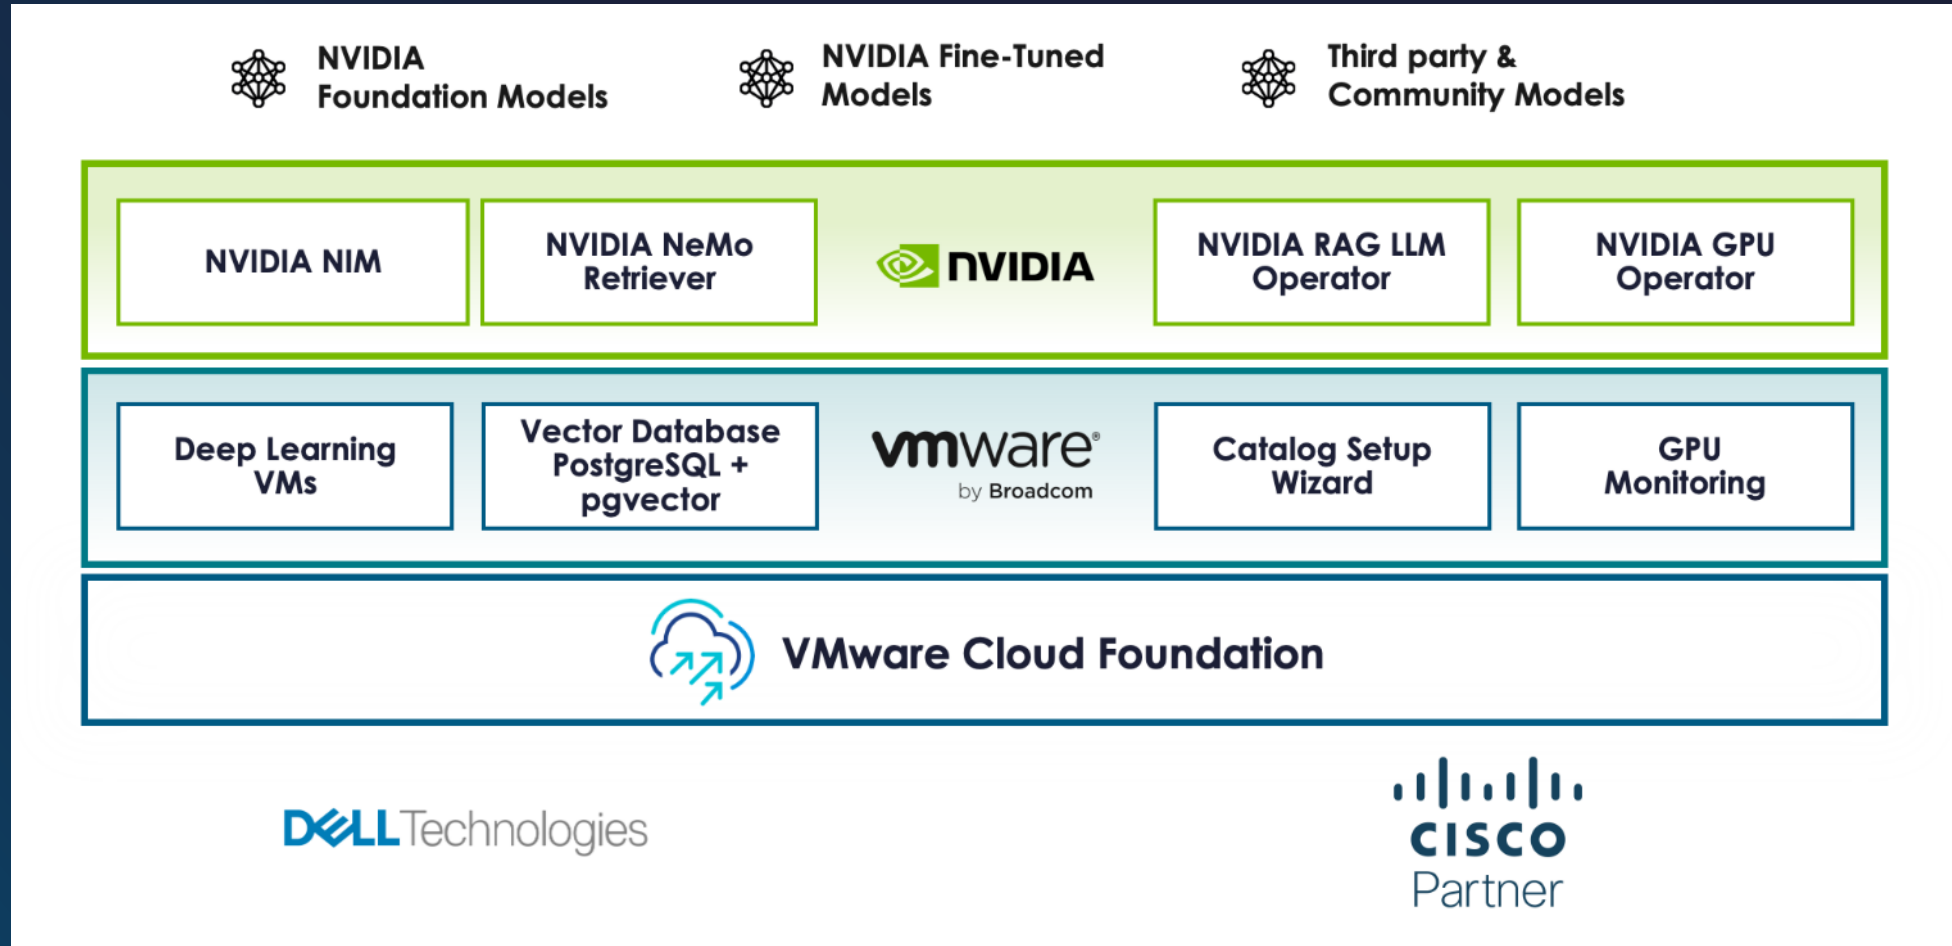 NVIDIA
Foundation Models
NVIDIA Fine-Tuned
Models
Third party &
Community Models
NVIDIA NIM
NVIDIA NeMo
Retriever
NVIDIA
NVIDIA RAG LLM
Operator
NVIDIA GPU
Operator
Deep Learning
VMs
Vector Database
PostgreSQL +
pgvector
vmware®
by Broadcom
Catalog Setup
Wizard
GPU
Monitoring
VMware Cloud Foundation
DELL Technologies
CISCO
Partner